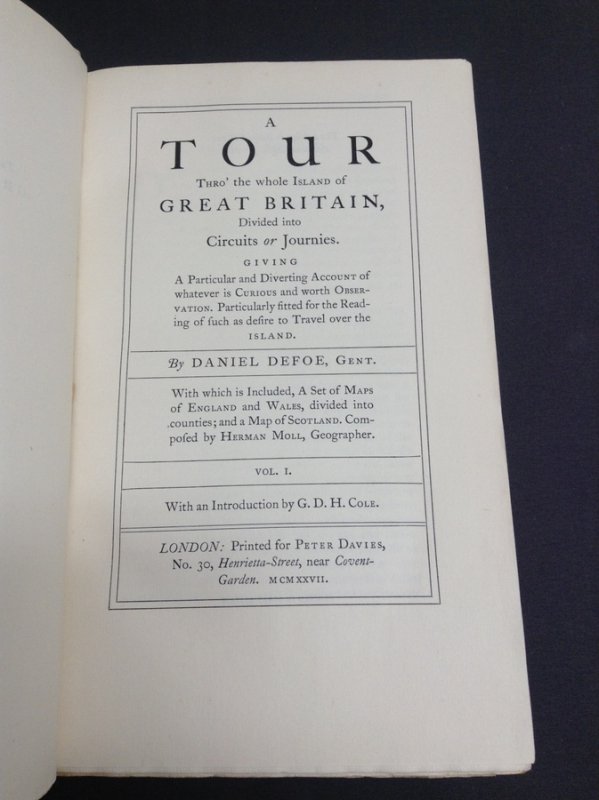 A
TOUR
THRO' the whole ISLAND of
GREAT BRITAIN,
Divided into
Circuits or Journies.
GIVING
A Particular and Diverting ACCOUNT of
whatever is CURIOUS and worth OBSER-
VATION. Particularly fitted for the Read-
ing of ſuch as deſire to Travel over the
ISLAND.
By DANIEL DEFOE, GENT.
With which is Included, A Set of MAPS
of ENGLAND and WALES, divided into
counties; and a Map of SCOTLAND. Com-
poſed by HERMAN MOLL, Geographer.
VOL. I.
With an Introduction by G. D. H. COLE.
LONDON: Printed for PETER DAVIES,
No. 30, Henrietta-Street, near Covent-
Garden. MCMXXVII.